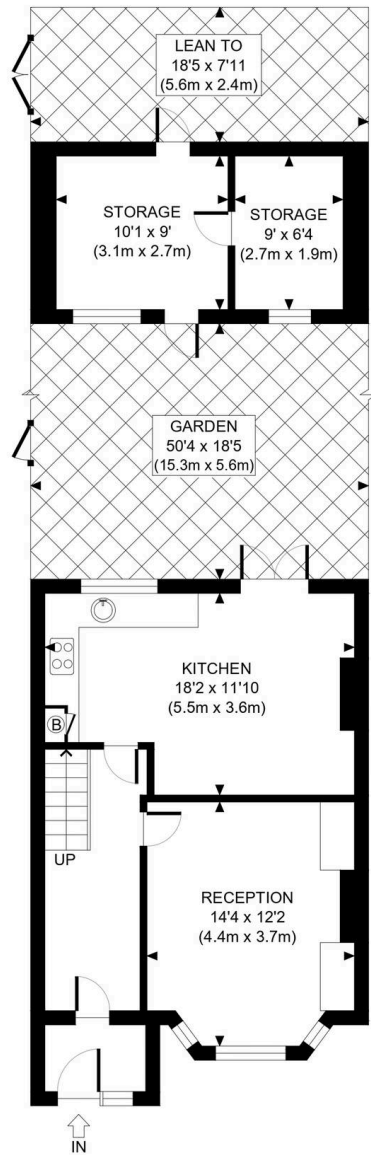 LEAN TO
18'5 x 7'11
(5.6m x 2.4m)
STORAGE
10'1 x 9'
(3.1m x 2.7m)
STORAGE
9' x 6'4
(2.7m x 1.9m)
GARDEN
50'4 x 18'5
(15.3m x 5.6m)
KITCHEN
18'2 x 11'10
(5.5m x 3.6m)
B
UP
RECEPTION
14'4 x 12'2
(4.4m x 3.7m)
IN